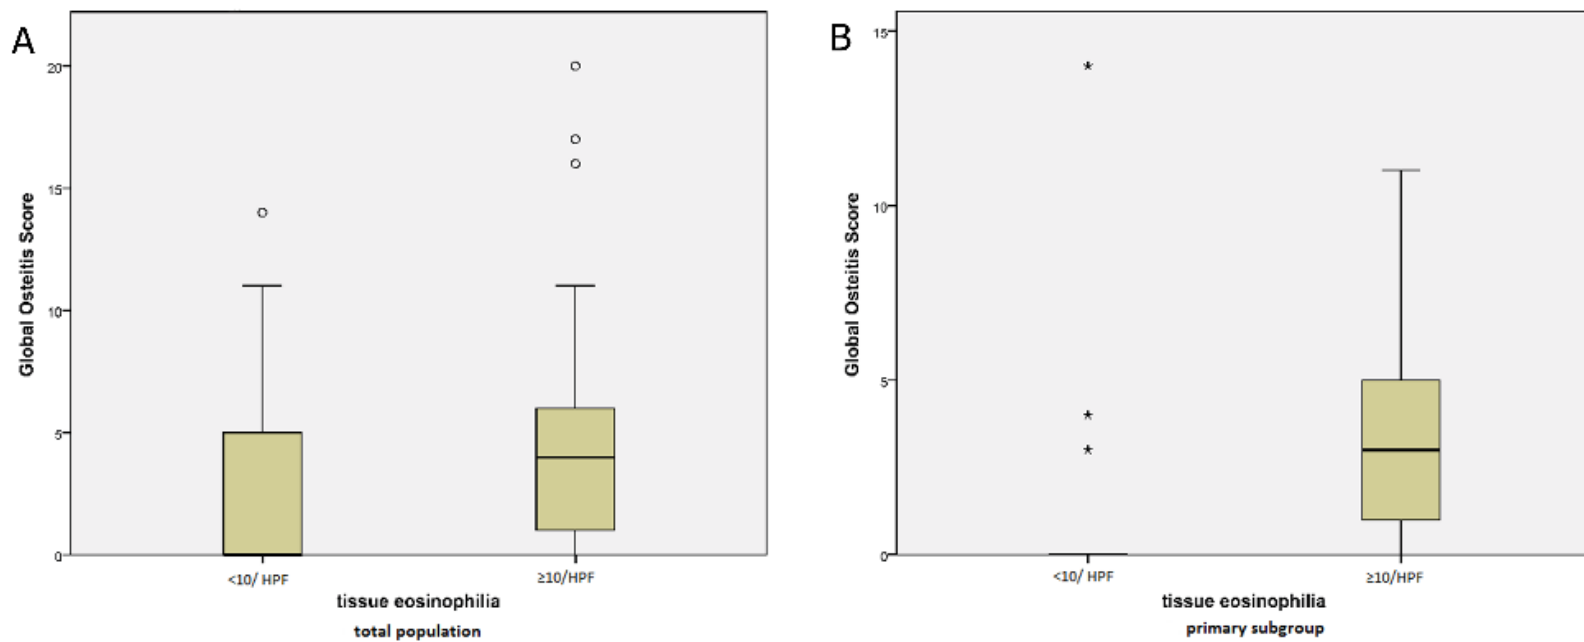 A
20
15
10
5
0
Global Osteitis Score
<10/ HPF
≥10/HPF
tissue eosinophilia
total population
B
15
10
5
0
Global Osteitis Score
<10/ HPF
≥10/HPF
tissue eosinophilia
primary subgroup